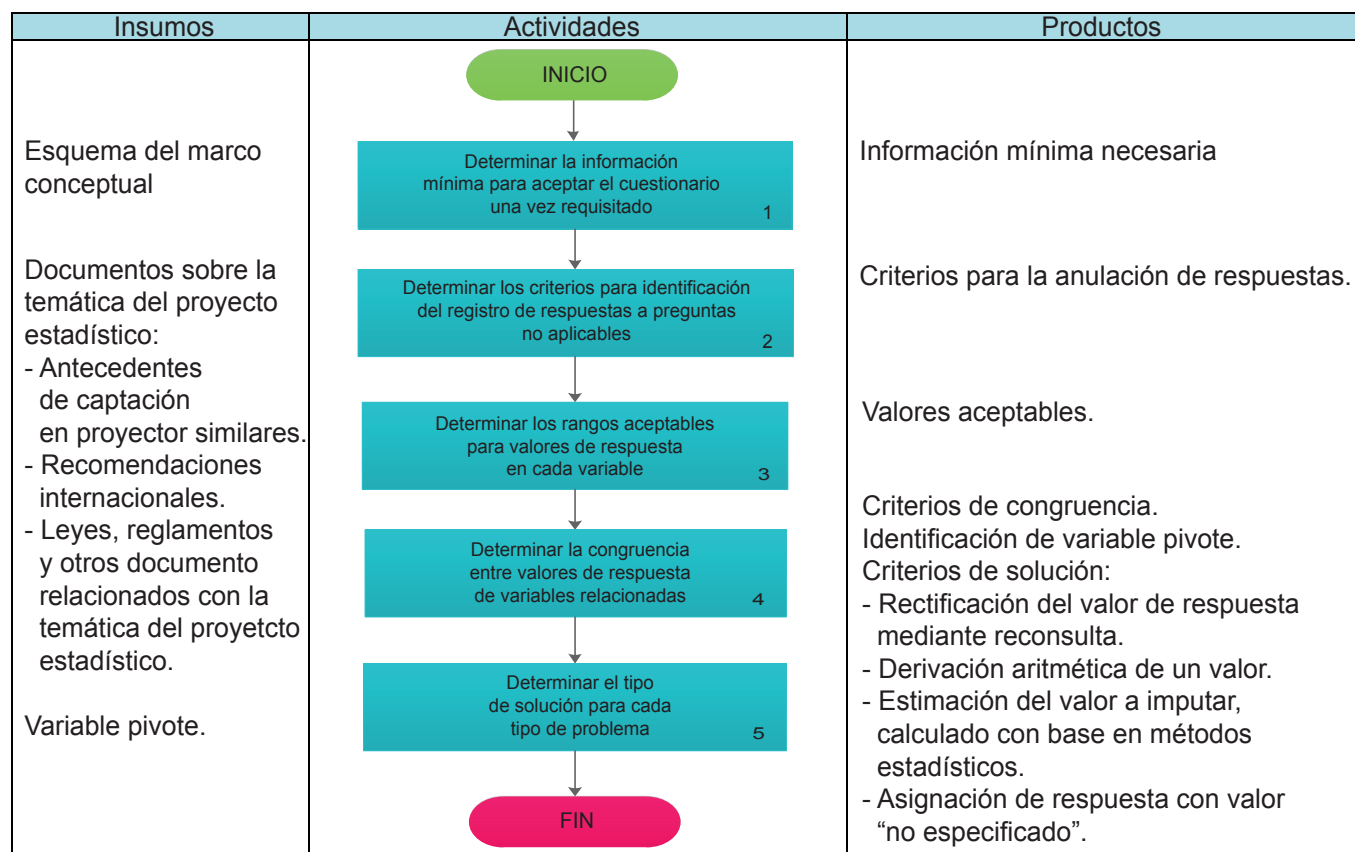 Insumos
Actividades
Productos
Esquema del marco
conceptual
Documentos sobre la
temática del proyecto
estadístico:
- Antecedentes
de captación
en proyector similares.
- Recomendaciones
internacionales.
- Leyes, reglamentos
y otros documento
relacionados con la
temática del proyetcto
estadístico.
Variable pivote.
INICIO
Determinar la información
mínima para aceptar el cuestionario
una vez requisitado
1
Determinar los criterios para identificación
del registro de respuestas a preguntas
no aplicables
2
Determinar los rangos aceptables
para valores de respuesta
en cada variable
3
Determinar la congruencia
entre valores de respuesta
de variables relacionadas
4
Determinar el tipo
de solución para cada
tipo de problema
5
FIN
Información mínima necesaria
Criterios para la anulación de respuestas.
Valores aceptables.
Criterios de congruencia.
Identificación de variable pivote.
Criterios de solución:
- Rectificación del valor de respuesta
mediante reconsulta.
- Derivación aritmética de un valor.
- Estimación del valor a imputar,
calculado con base en métodos
estadísticos.
- Asignación de respuesta con valor
“no especificado”.